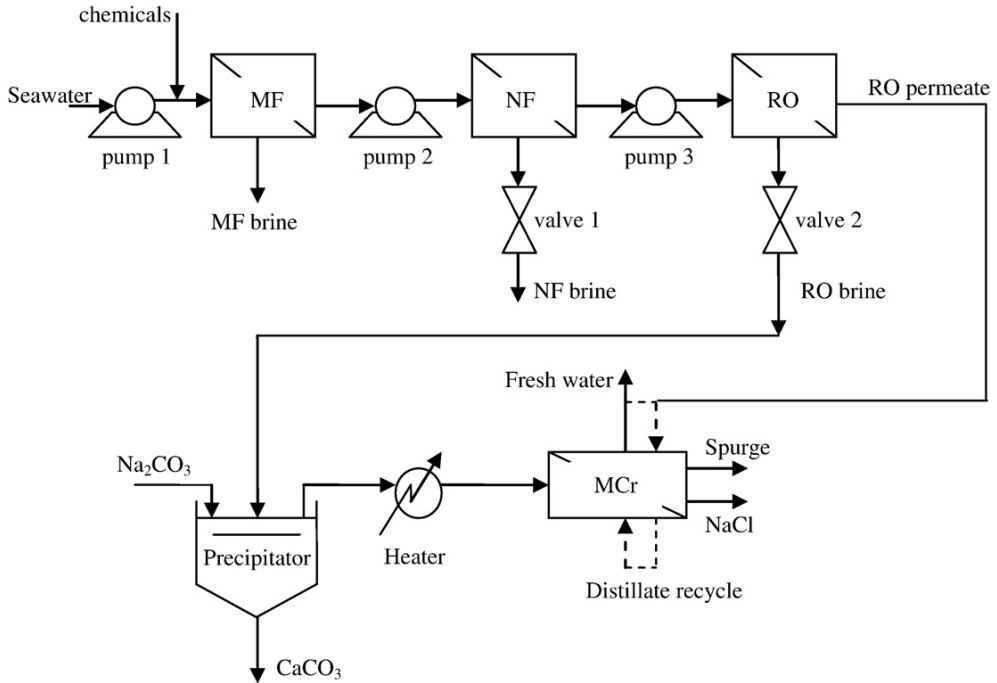 chemicals
Seawater
MF
NF
RO
RO permeate
pump 1
pump 2
pump 3
MF brine
valve 1
valve 2
NF brine
RO brine
Fresh water
Na₂CO₃
Spurge
MCr
NaCl
Precipitator
Heater
Distillate recycle
CaCO₃